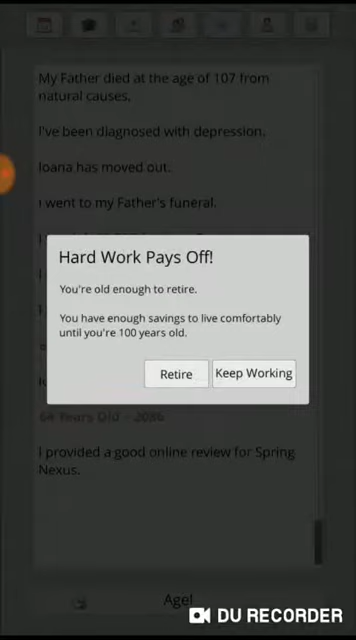 My Father died at the age of 107 from
natural causes.
I've been diagnosed with depression.
Ioana has moved out.
I went to my Father's funeral.
Hard Work Pays Off!
You're old enough to retire.
You have enough savings to live comfortably
until you're 100 years old.
Retire
Keep Working
64 Years Old - 2086
I provided a good online review for Spring
Nexus.
Age!
DU RECORDER